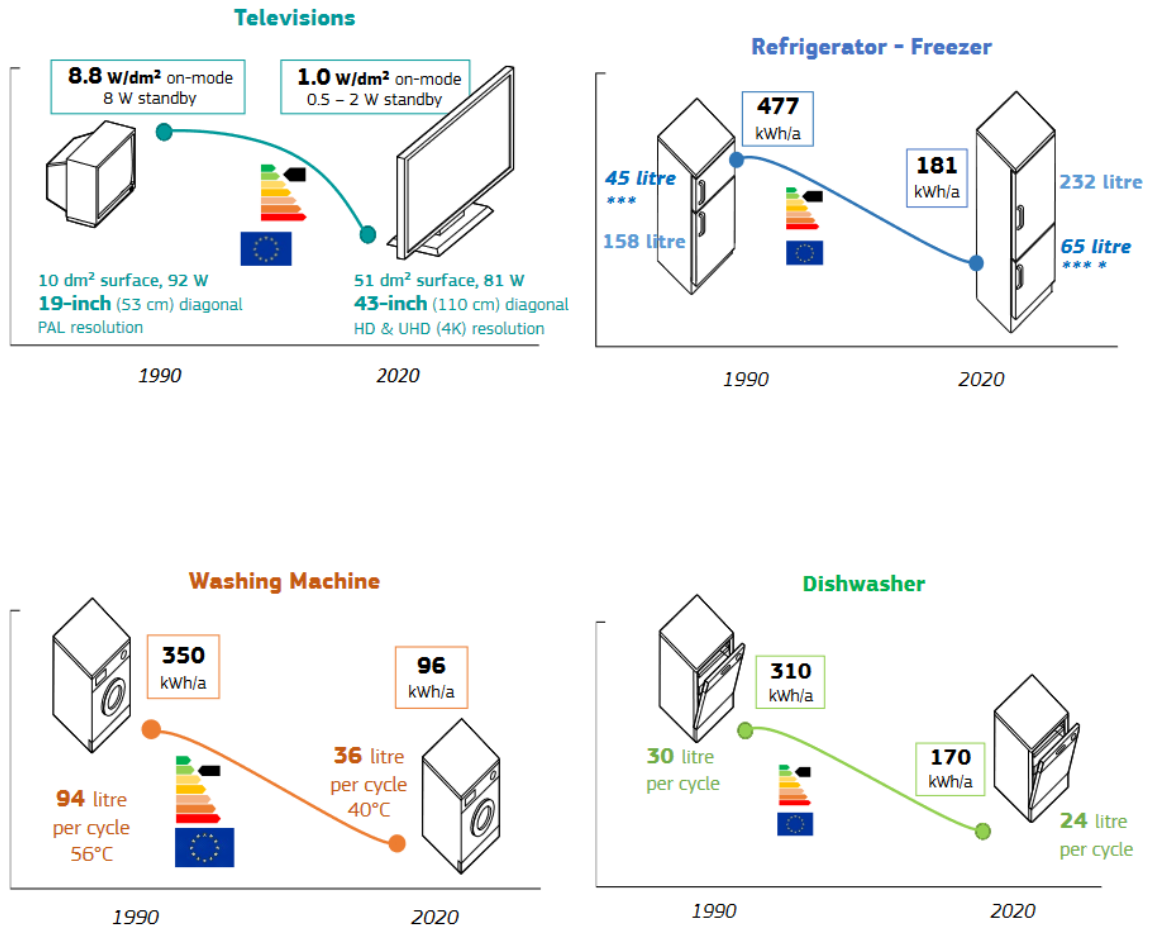 Televisions
8.8 W/dm² on-mode
8 W standby
1.0 W/dm² on-mode
0.5 – 2 W standby
10 dm² surface, 92 W
19-inch (53 cm) diagonal
PAL resolution
51 dm² surface, 81 W
43-inch (110 cm) diagonal
HD & UHD (4K) resolution
1990
2020
Refrigerator - Freezer
477
kWh/a
181
kWh/a
45 litre
***
158 litre
232 litre
65 litre
*** *
1990
2020
Washing Machine
350
kWh/a
96
kWh/a
94 litre
per cycle
56°C
36 litre
per cycle
40°C
1990
2020
Dishwasher
310
kWh/a
170
kWh/a
30 litre
per cycle
24 litre
per cycle
1990
2020